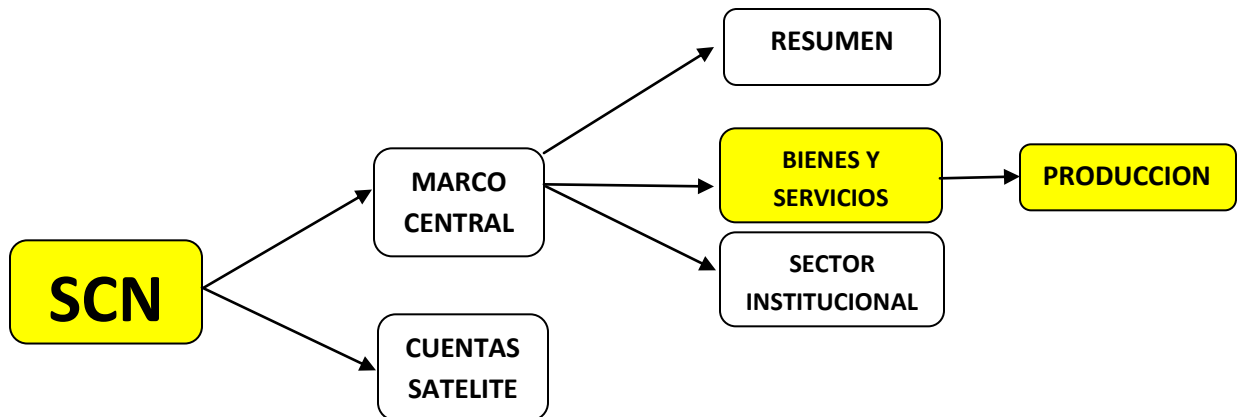 RESUMEN
BIENES Y
SERVICIOS
PRODUCCION
MARCO
CENTRAL
SECTOR
INSTITUCIONAL
SCN
CUENTAS
SATELITE